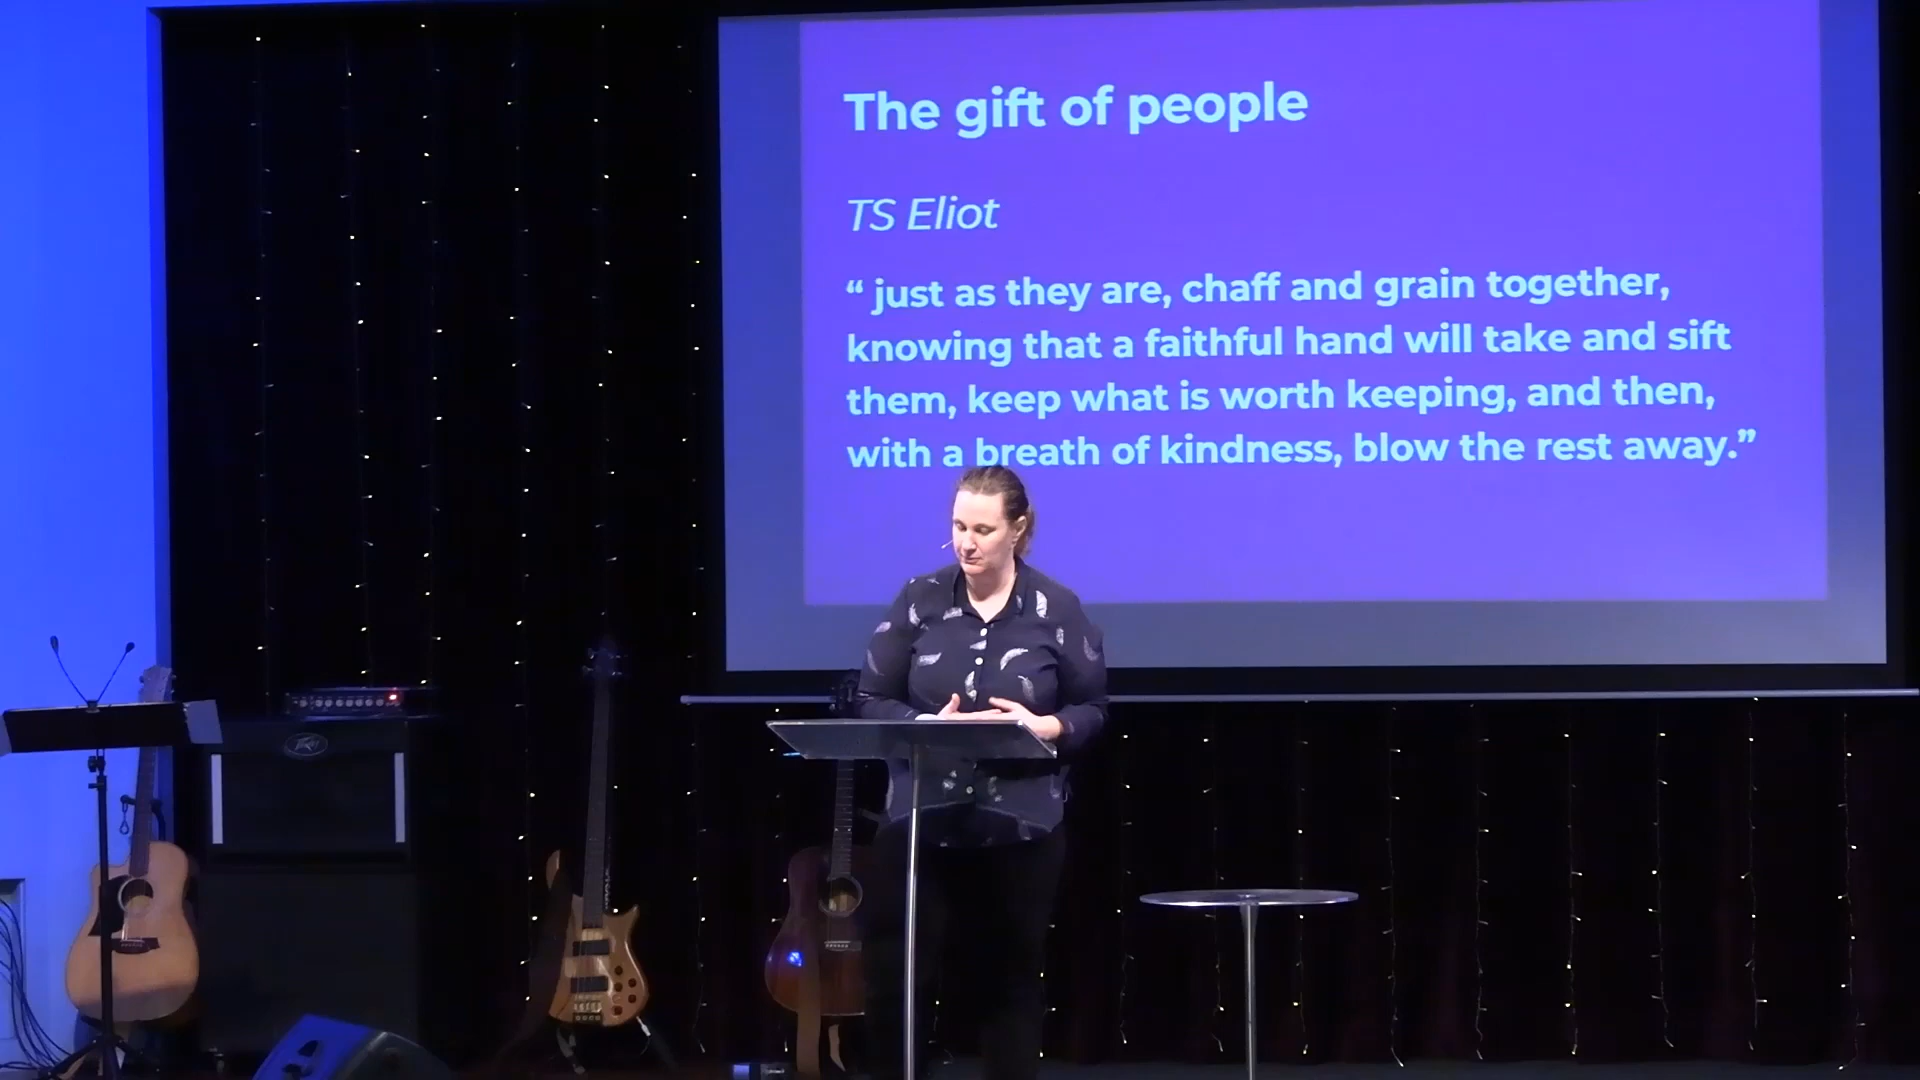 The gift of people
TS Eliot
“ just as they are, chaff and grain together,
knowing that a faithful hand will take and sift
them, keep what is worth keeping, and then,
with a breath of kindness, blow the rest away.”